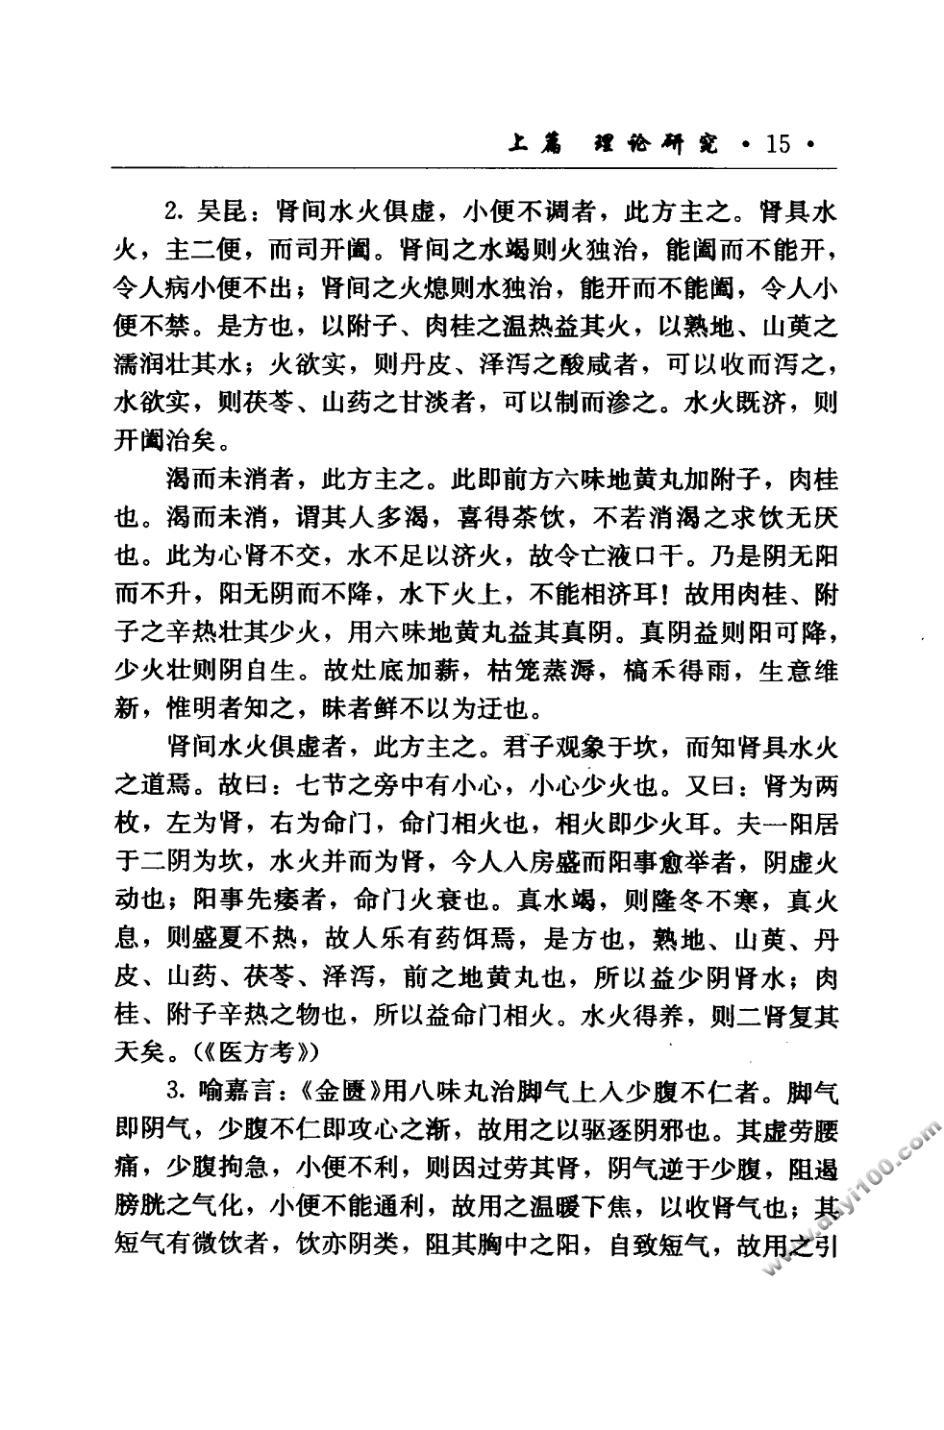 上篇 理论研究 • 15 •
2. 吴昆：肾间水火俱虚，小便不调者，此方主之。肾具水
火，主二便，而司开阖。肾间之水竭则火独治，能阖而不能开，
令人病小便不出；肾间之火熄则水独治，能开而不能阖，令人小
便不禁。是方也，以附子、肉桂之温热益其火，以熟地、山萸之
濡润壮其水；火欲实，则丹皮、泽泻之酸咸者，可以收而泻之，
水欲实，则茯苓、山药之甘淡者，可以制而渗之。水火既济，则
开阖治矣。
渴而未消者，此方主之。此即前方六味地黄丸加附子，肉桂
也。渴而未消，谓其人多渴，喜得茶饮，不若消渴之求饮无厌
也。此为心肾不交，水不足以济火，故令亡液口干。乃是阴无阳
而不升，阳无阴而不降，水下火上，不能相济耳！故用肉桂、附
子之辛热壮其少火，用六味地黄丸益其真阴。真阴益则阳可降，
少火壮则阴自生。故灶底加薪，枯笼蒸溽，槁禾得雨，生意维
新，惟明者知之，昧者鲜不以为迂也。
肾间水火俱虚者，此方主之。君子观象于坎，而知肾具水火
之道焉。故曰：七节之旁中有小心，小心少火也。又曰：肾为两
枚，左为肾，右为命门，命门相火也，相火即少火耳。夫一阳居
于二阴为坎，水火并而为肾，今人入房盛而阳事愈举者，阴虚火
动也；阳事先痿者，命门火衰也。真水竭，则隆冬不寒，真火
息，则盛夏不热，故人乐有药饵焉，是方也，熟地、山萸、丹
皮、山药、茯苓、泽泻，前之地黄丸也，所以益少阴肾水；肉
桂、附子辛热之物也，所以益命门相火。水火得养，则二肾复其
天矣。(《医方考》)
3. 喻嘉言：《金匮》用八味丸治脚气上入少腹不仁者。脚气
即阴气，少腹不仁即攻心之渐，故用之以驱逐阴邪也。其虚劳腰
痛，少腹拘急，小便不利，则因过劳其肾，阴气逆于少腹，阻遏
膀胱之气化，小便不能通利，故用之温暖下焦，以收肾气也；其
短气有微饮者，饮亦阴类，阻其胸中之阳，自致短气，故用之引